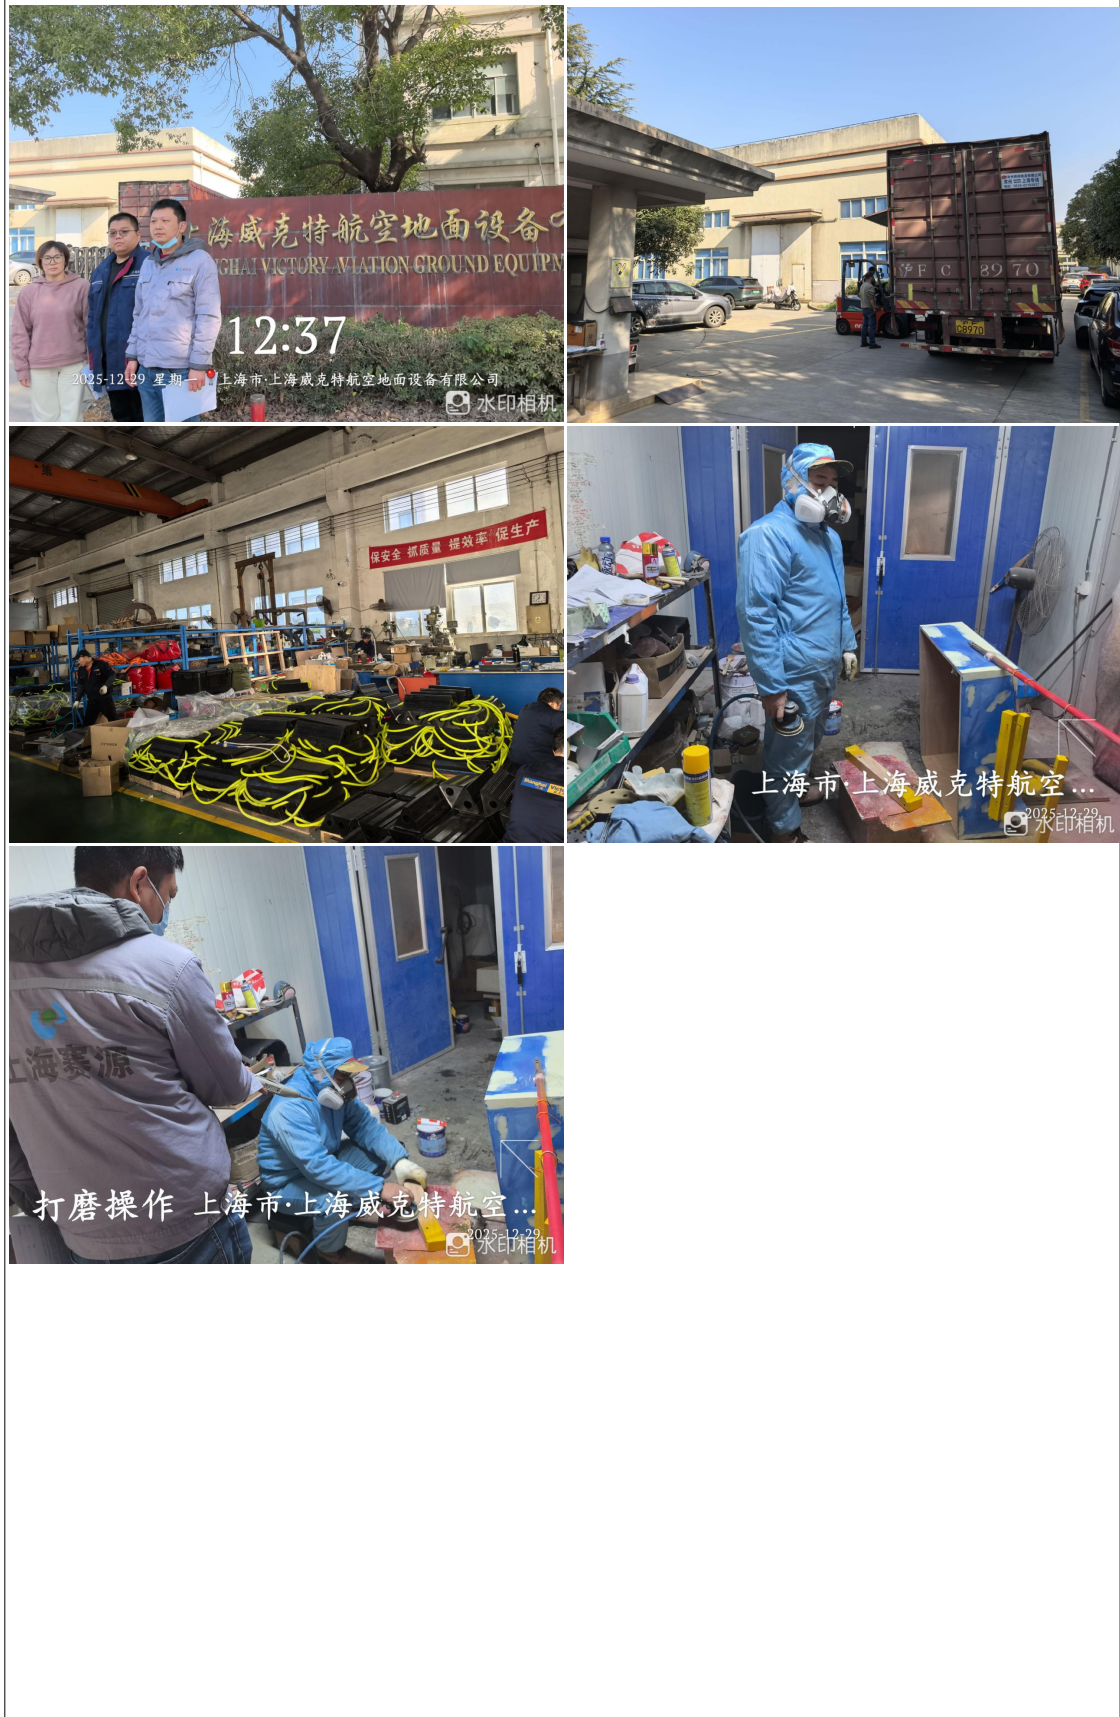 上海威克特航空地面设备
GHAI VICTORY AVIATION GROUND EQUIPM
12:37
2025-12-29 星期一 上海市·上海威克特航空地面设备有限公司
水印相机
沪F C 8970
C8970
保安全 抓质量 提效率 促生产
上海市·上海威克特航空...
2025-12-29
水印相机
上海赛源
打磨操作 上海市·上海威克特航空...
2025-12-29
水印相机